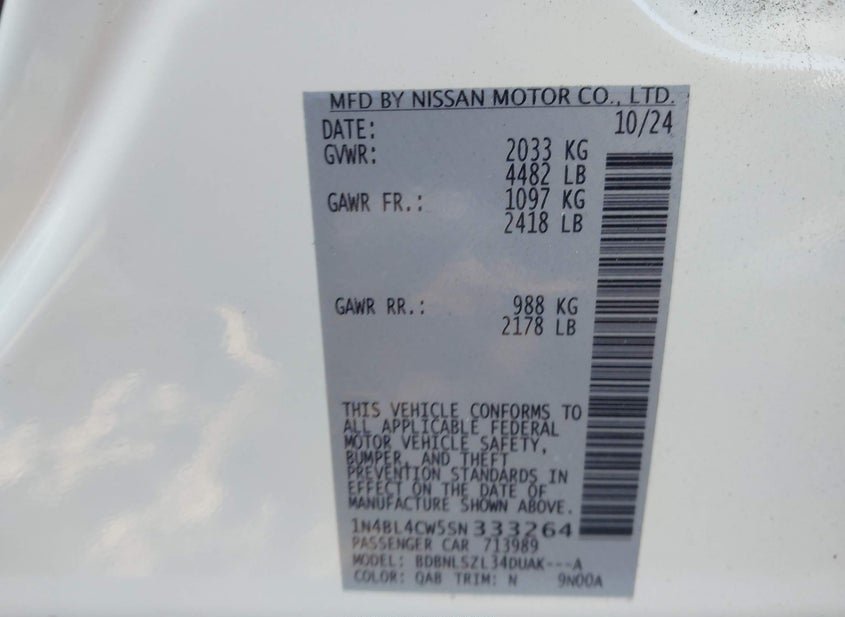 MFD BY NISSAN MOTOR CO., LTD.
DATE: 10/24
GVWR: 2033 KG
4482 LB
GAWR FR.: 1097 KG
2418 LB
GAWR RR.: 988 KG
2178 LB
THIS VEHICLE CONFORMS TO
ALL APPLICABLE FEDERAL
MOTOR VEHICLE SAFETY,
BUMPER, AND THEFT
PREVENTION STANDARDS IN
EFFECT ON THE DATE OF
MANUFACTURE SHOWN ABOVE.
1N4BL4CW5SN333264
PASSENGER CAR 713989
MODEL: BDBNLSZL34DUAK---A
COLOR: QAB TRIM: N 9N00A